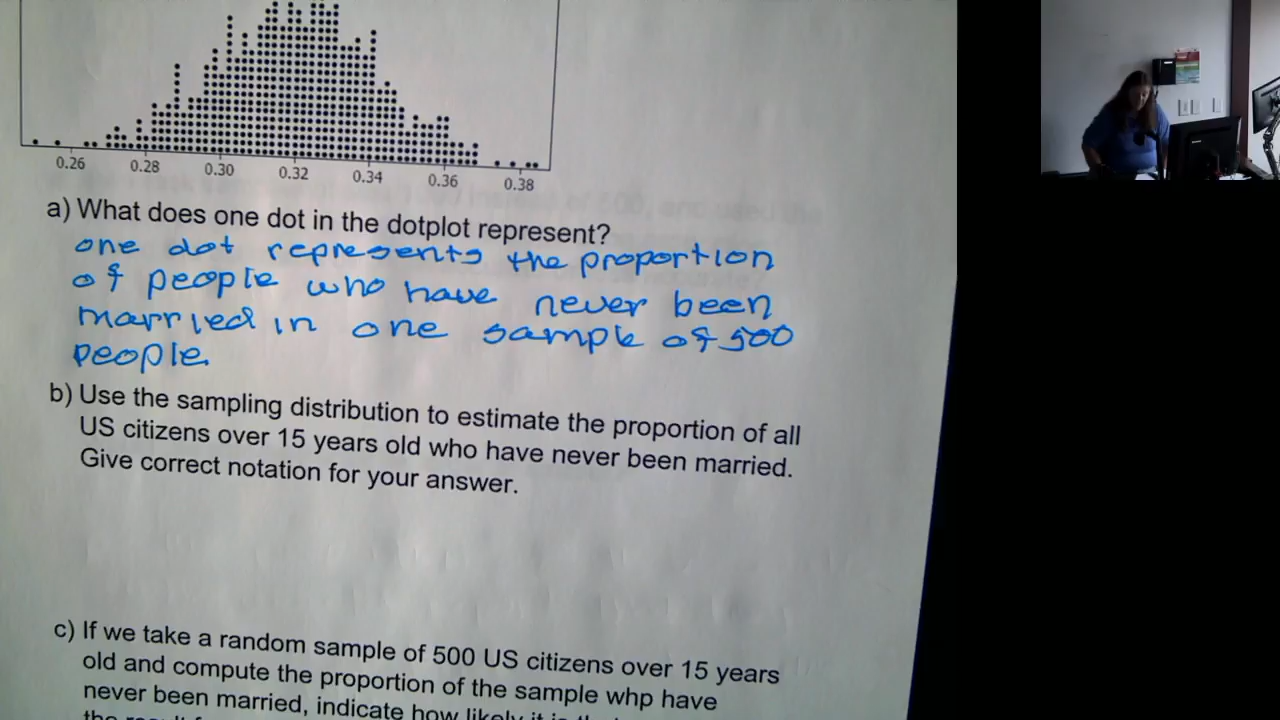 0.26 0.28 0.30 0.32 0.34 0.36 0.38
a) What does one dot in the dotplot represent?
one dot represents the proportion
of people who have never been
married in one sample of 500
people.
b) Use the sampling distribution to estimate the proportion of all
US citizens over 15 years old who have never been married.
Give correct notation for your answer.
c) If we take a random sample of 500 US citizens over 15 years
old and compute the proportion of the sample whp have
never been married, indicate how likely it is